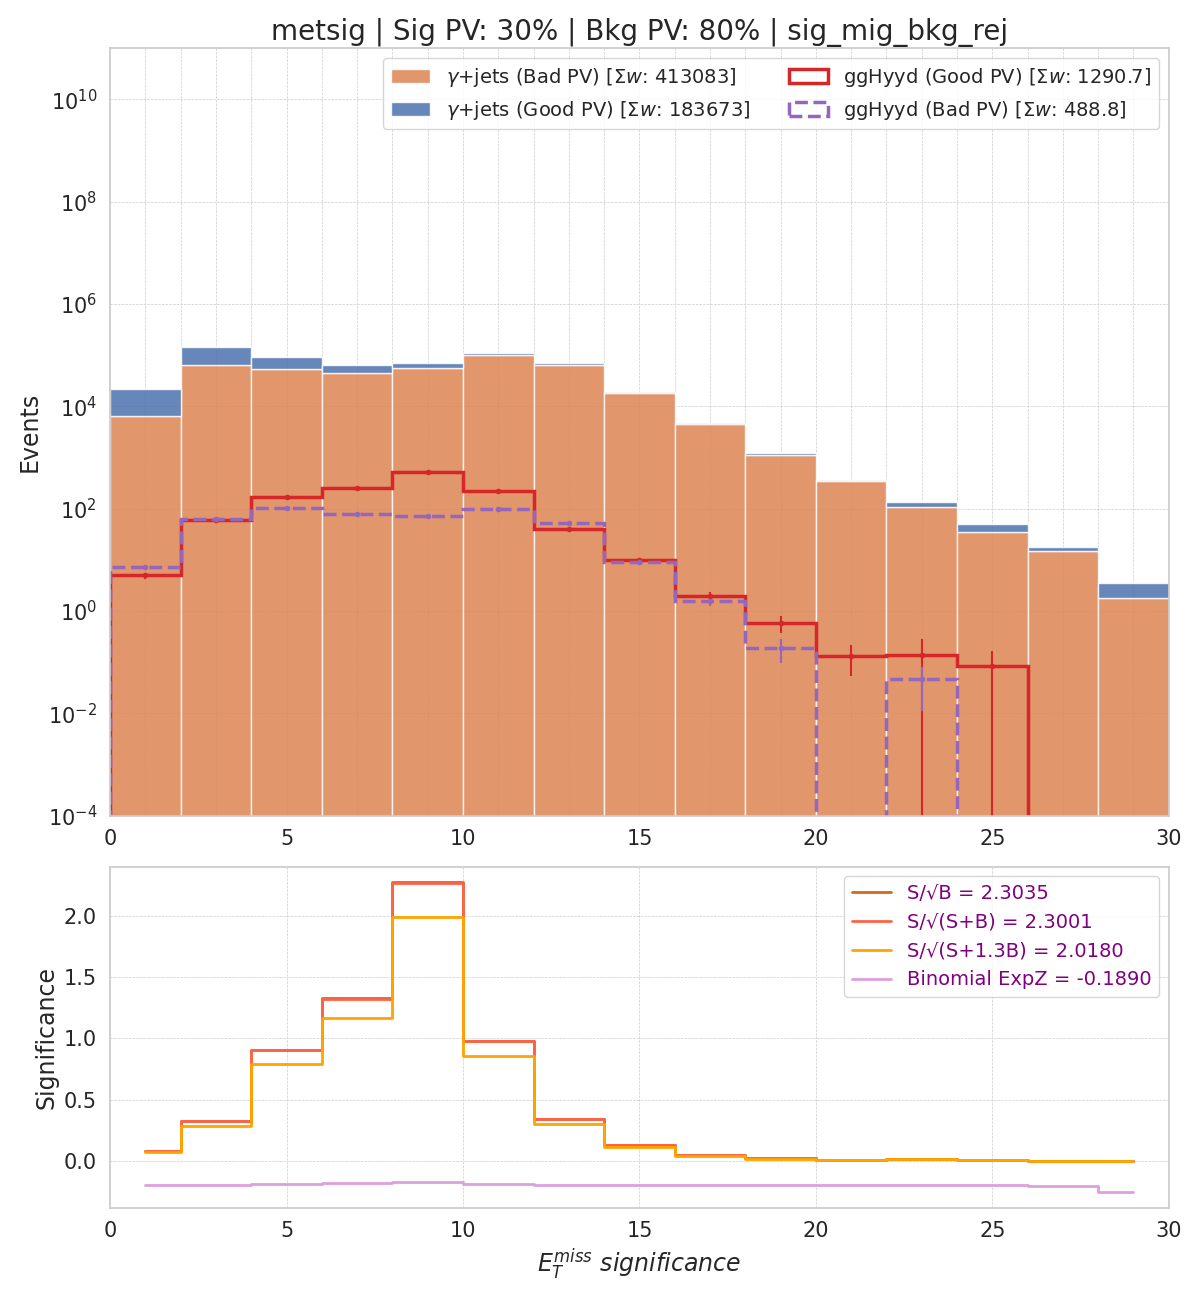 metsig | Sig PV: 30% | Bkg PV: 80% | sig_mig_bkg_rej
γ+jets (Bad PV) [Σw: 413083]
γ+jets (Good PV) [Σw: 183673]
ggHyyd (Good PV) [Σw: 1290.7]
ggHyyd (Bad PV) [Σw: 488.8]
Events
10^10
10^8
10^6
10^4
10^2
10^0
10^−2
10^−4
0 5 10 15 20 25 30
S/√B = 2.3035
S/√(S+B) = 2.3001
S/√(S+1.3B) = 2.0180
Binomial ExpZ = -0.1890
Significance
2.0
1.5
1.0
0.5
0.0
0 5 10 15 20 25 30
E_T^miss significance